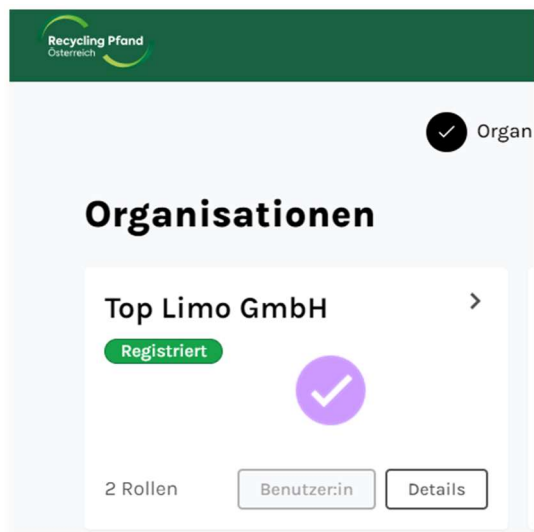 Recycling Pfand
Österreich
Organ
Organisationen
Top Limo GmbH
Registriert
2 Rollen
Benutzer:in
Details